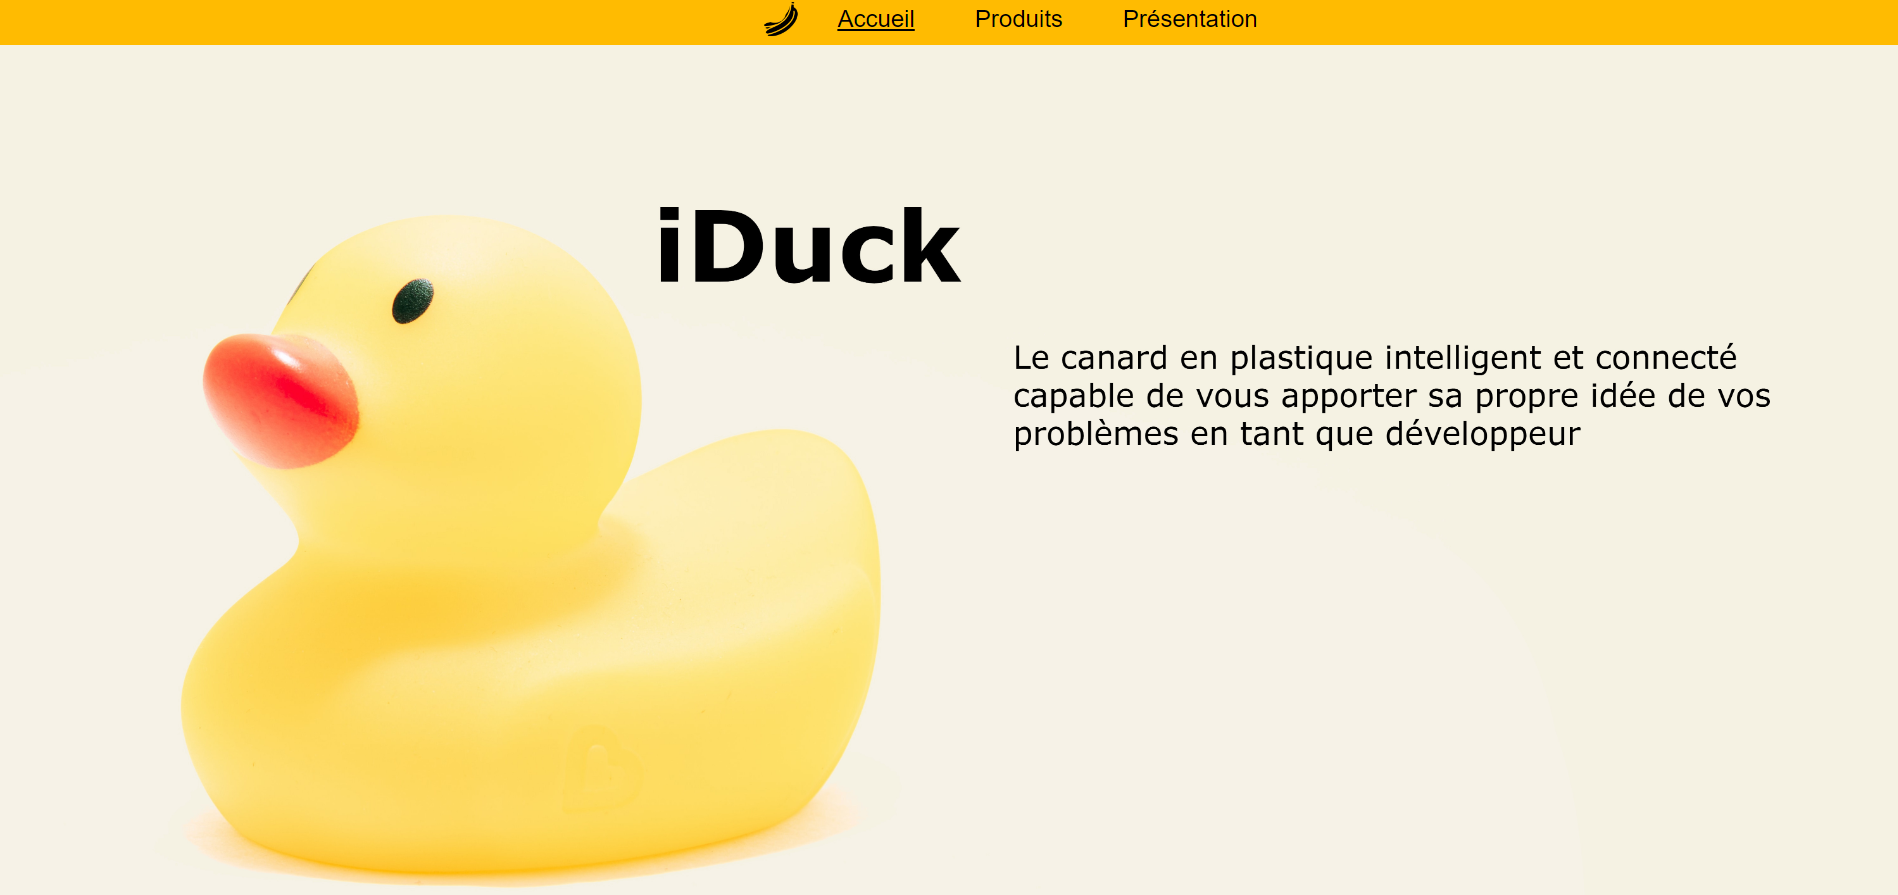 Accueil Produits Présentation
iDuck
Le canard en plastique intelligent et connecté
capable de vous apporter sa propre idée de vos
problèmes en tant que développeur